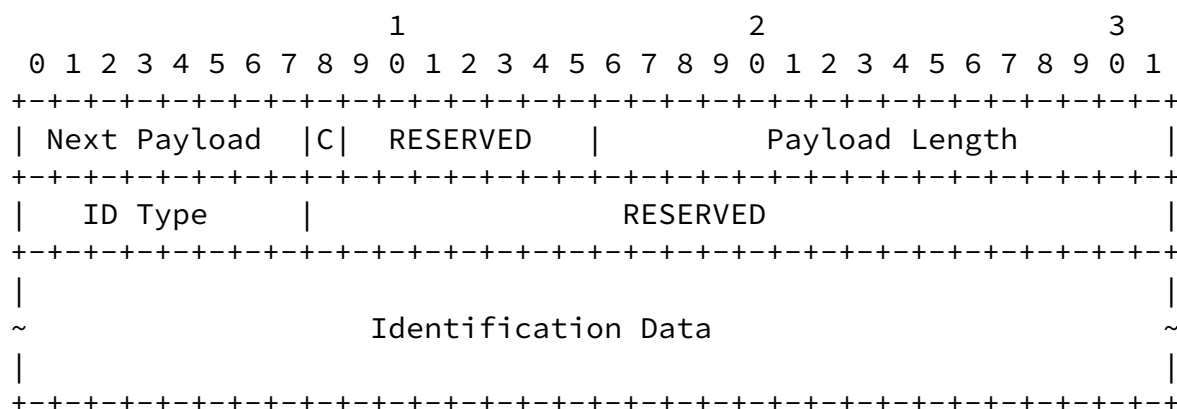 1                   2                   3
 0 1 2 3 4 5 6 7 8 9 0 1 2 3 4 5 6 7 8 9 0 1 2 3 4 5 6 7 8 9 0 1
+-+-+-+-+-+-+-+-+-+-+-+-+-+-+-+-+-+-+-+-+-+-+-+-+-+-+-+-+-+-+-+-+
| Next Payload  |C|  RESERVED   |         Payload Length        |
+-+-+-+-+-+-+-+-+-+-+-+-+-+-+-+-+-+-+-+-+-+-+-+-+-+-+-+-+-+-+-+-+
|   ID Type     |                 RESERVED                      |
+-+-+-+-+-+-+-+-+-+-+-+-+-+-+-+-+-+-+-+-+-+-+-+-+-+-+-+-+-+-+-+-+
|                                                               |
~                   Identification Data                         ~
|                                                               |
+-+-+-+-+-+-+-+-+-+-+-+-+-+-+-+-+-+-+-+-+-+-+-+-+-+-+-+-+-+-+-+-+